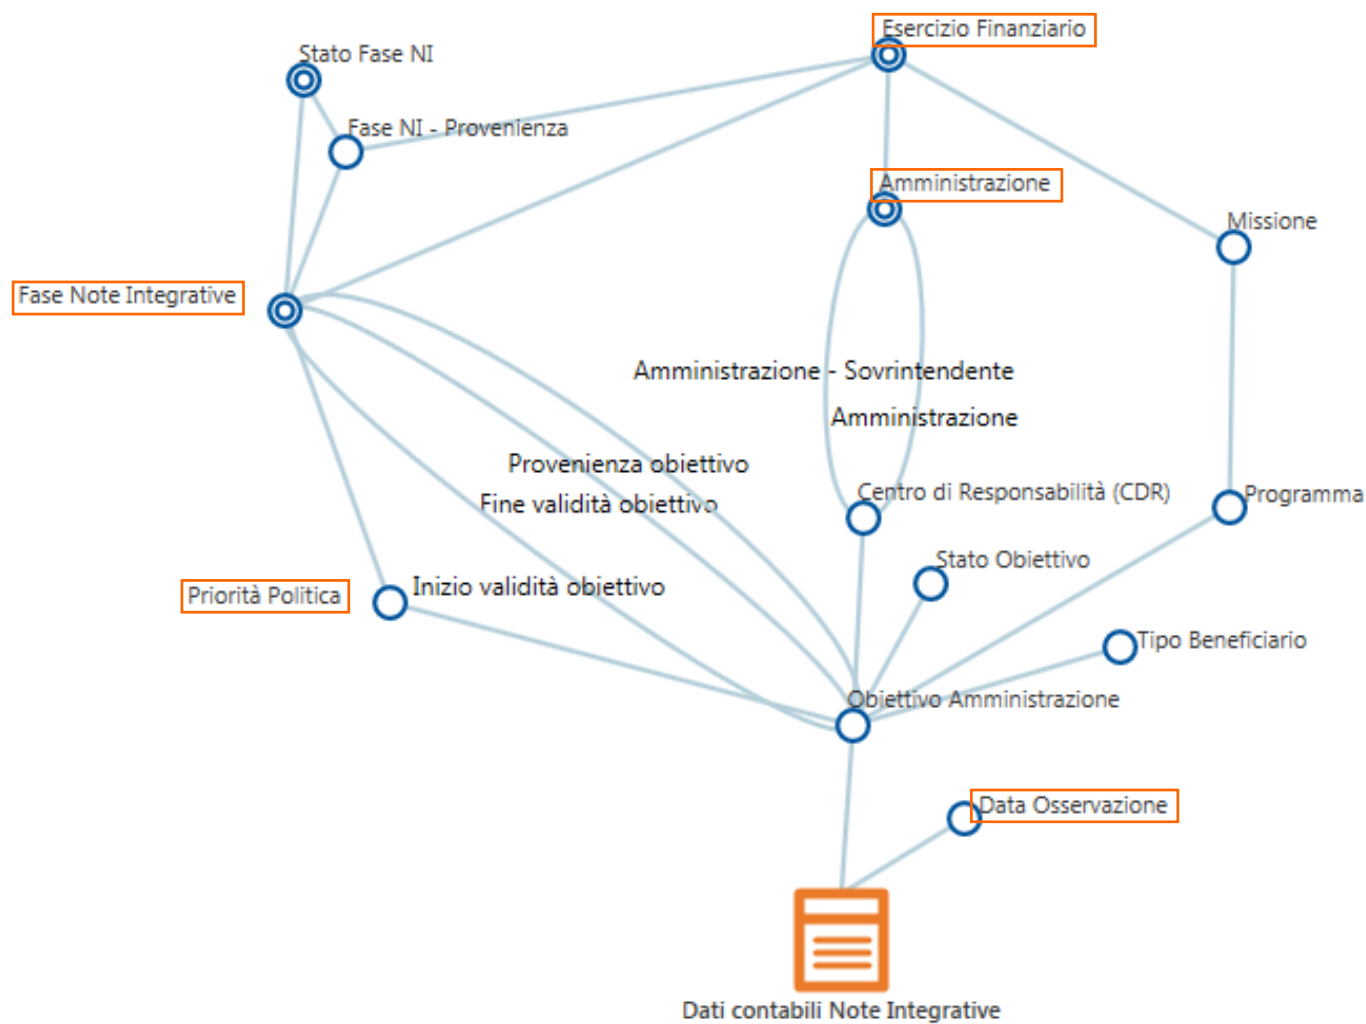 Esercizio Finanziario
Stato Fase NI
Fase NI - Provenienza
Amministrazione
Missione
Fase Note Integrative
Amministrazione - Sovrintendente
Amministrazione
Provenienza obiettivo
Centro di Responsabilità (CDR)
Programma
Fine validità obiettivo
Stato Obiettivo
Inizio validità obiettivo
Priorità Politica
Tipo Beneficiario
Obiettivo Amministrazione
Data Osservazione
Dati contabili Note Integrative